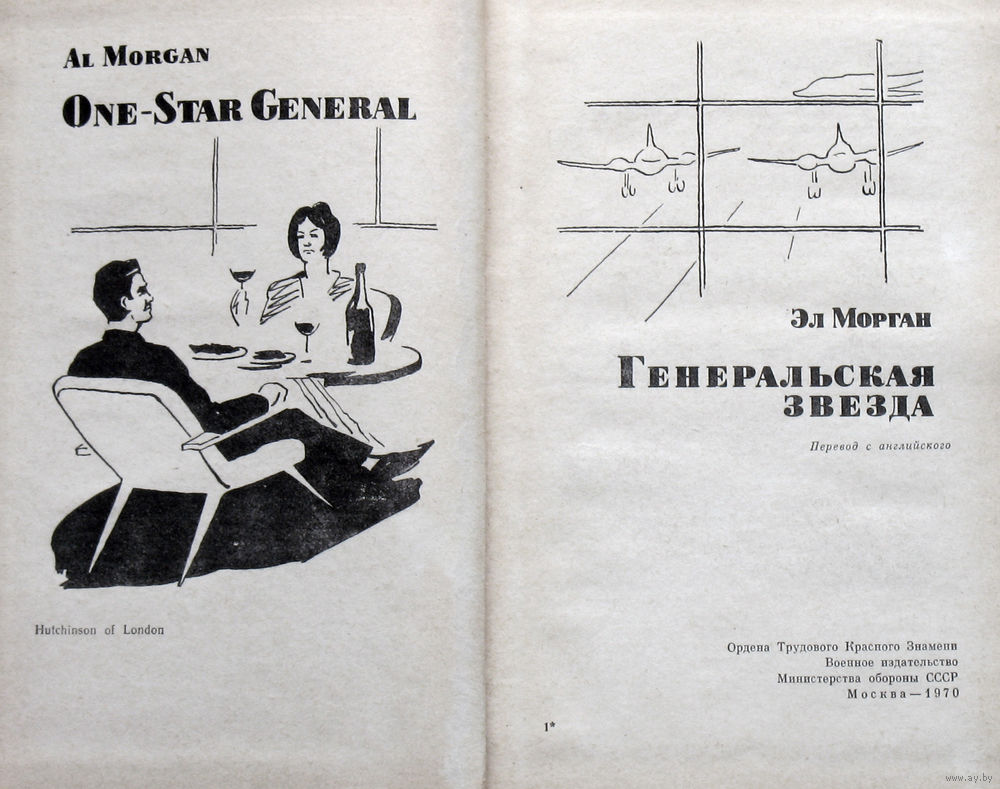 AL MORGAN
ONE-STAR GENERAL
Hutchinson of London
ЭЛ МОРГАН
ГЕНЕРАЛЬСКАЯ
ЗВЕЗДА
Перевод с английского
Ордена Трудового Красного Знамени
Военное издательство
Министерства обороны СССР
Москва—1970
1*
www.ay.by